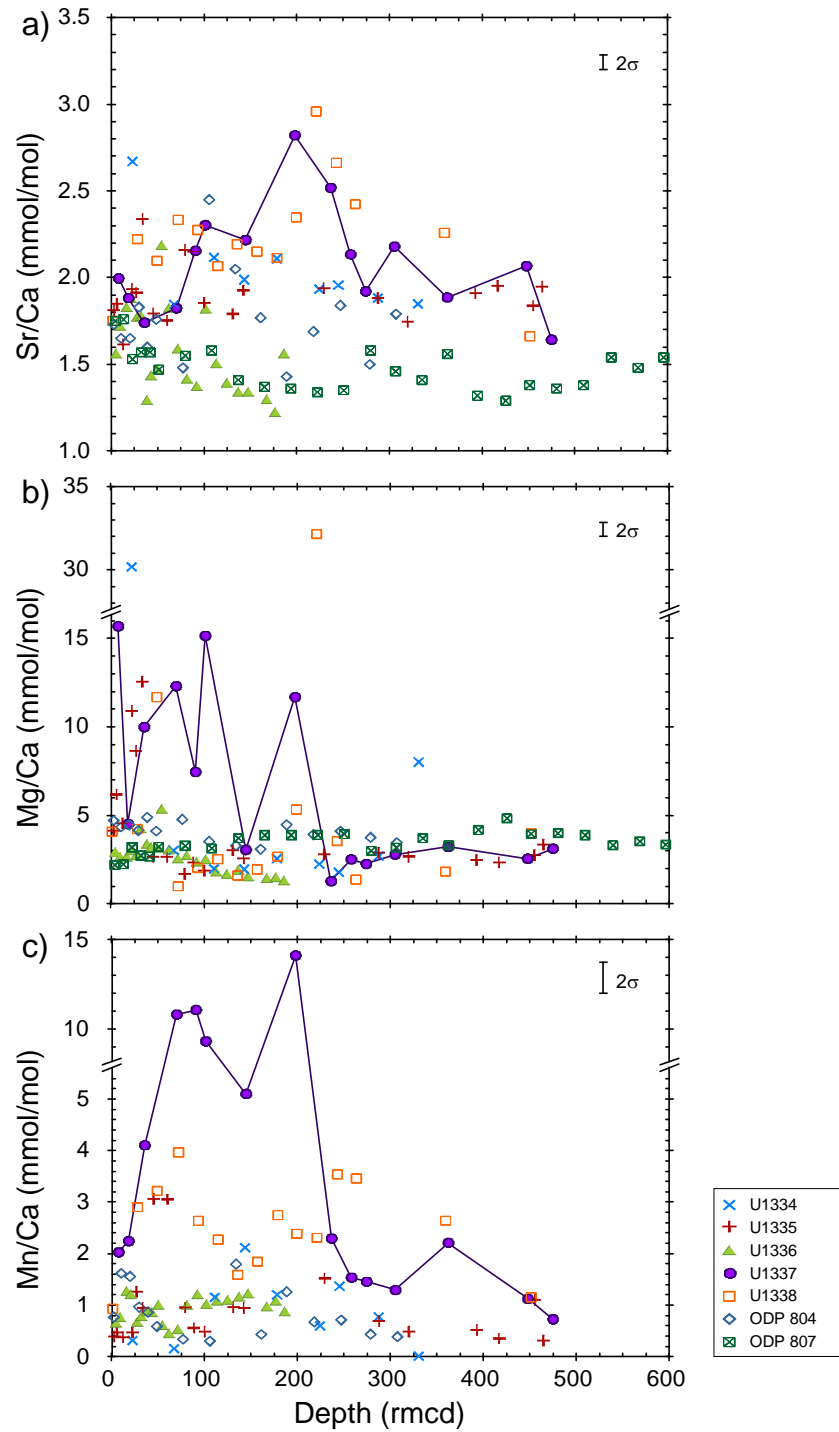 a)
3.5
3.0
2.5
2.0
1.5
1.0
Sr/Ca (mmol/mol)
2σ
b)
35
30
15
10
5
0
Mg/Ca (mmol/mol)
2σ
c)
15
10
5
4
3
2
1
0
Mn/Ca (mmol/mol)
2σ
0 100 200 300 400 500 600
Depth (rmcd)
U1334
U1335
U1336
U1337
U1338
ODP 804
ODP 807